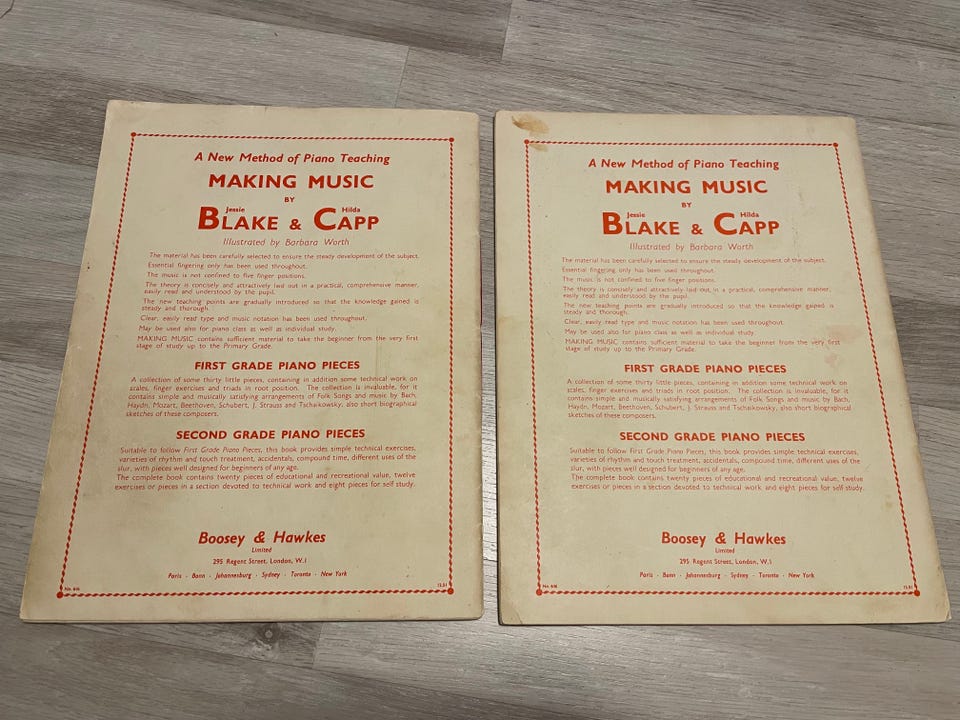 A New Method of Piano Teaching
MAKING MUSIC
BY
Jessie Hilda
BLAKE & CAPP
Illustrated by Barbara Worth
The material has been carefully selected to ensure the steady development of the subject.
Essential fingering only has been used throughout.
The music is not confined to five finger positions.
The theory is concisely and attractively laid out in a practical, comprehensive manner,
easily read and understood by the pupil.
The new teaching points are gradually introduced so that the knowledge gained is
steady and thorough.
Clear, easily read type and music notation has been used throughout.
May be used also for piano class as well as individual study.
MAKING MUSIC contains sufficient material to take the beginner from the very first
stage of study up to the Primary Grade.
FIRST GRADE PIANO PIECES
A collection of some thirty little pieces, containing in addition some technical work on
scales, finger exercises and triads in root position. The collection is invaluable, for it
contains simple and musically satisfying arrangements of Folk Songs and music by Bach,
Haydn, Mozart, Beethoven, Schubert, J. Strauss and Tschaikowsky, also short biographical
sketches of these composers.
SECOND GRADE PIANO PIECES
Suitable to follow First Grade Piano Pieces, this book provides simple technical exercises,
varieties of rhythm and touch treatment, accidentals, compound time, different uses of the
slur, with pieces well designed for beginners of any age.
The complete book contains twenty pieces of educational and recreational value, twelve
exercises or pieces in a section devoted to technical work and eight pieces for self study.
Boosey & Hawkes
Limited
295 Regent Street, London, W.1
Paris · Bonn · Johannesburg · Sydney · Toronto · New York
No. 646
A New Method of Piano Teaching
MAKING MUSIC
BY
Jessie Hilda
BLAKE & CAPP
Illustrated by Barbara Worth
The material has been carefully selected to ensure the steady development of the subject.
Essential fingering only has been used throughout.
The music is not confined to five finger positions.
The theory is concisely and attractively laid out in a practical, comprehensive manner,
easily read and understood by the pupil.
The new teaching points are gradually introduced so that the knowledge gained is
steady and thorough.
Clear, easily read type and music notation has been used throughout.
May be used also for piano class as well as individual study.
MAKING MUSIC contains sufficient material to take the beginner from the very first
stage of study up to the Primary Grade.
FIRST GRADE PIANO PIECES
A collection of some thirty little pieces, containing in addition some technical work on
scales, finger exercises and triads in root position. The collection is invaluable, for it
contains simple and musically satisfying arrangements of Folk Songs and music by Bach,
Haydn, Mozart, Beethoven, Schubert, J. Strauss and Tschaikowsky, also short biographical
sketches of these composers.
SECOND GRADE PIANO PIECES
Suitable to follow First Grade Piano Pieces, this book provides simple technical exercises,
varieties of rhythm and touch treatment, accidentals, compound time, different uses of the
slur, with pieces well designed for beginners of any age.
The complete book contains twenty pieces of educational and recreational value, twelve
exercises or pieces in a section devoted to technical work and eight pieces for self study.
Boosey & Hawkes
Limited
295 Regent Street, London, W.1
Paris · Bonn · Johannesburg · Sydney · Toronto · New York
No. 646